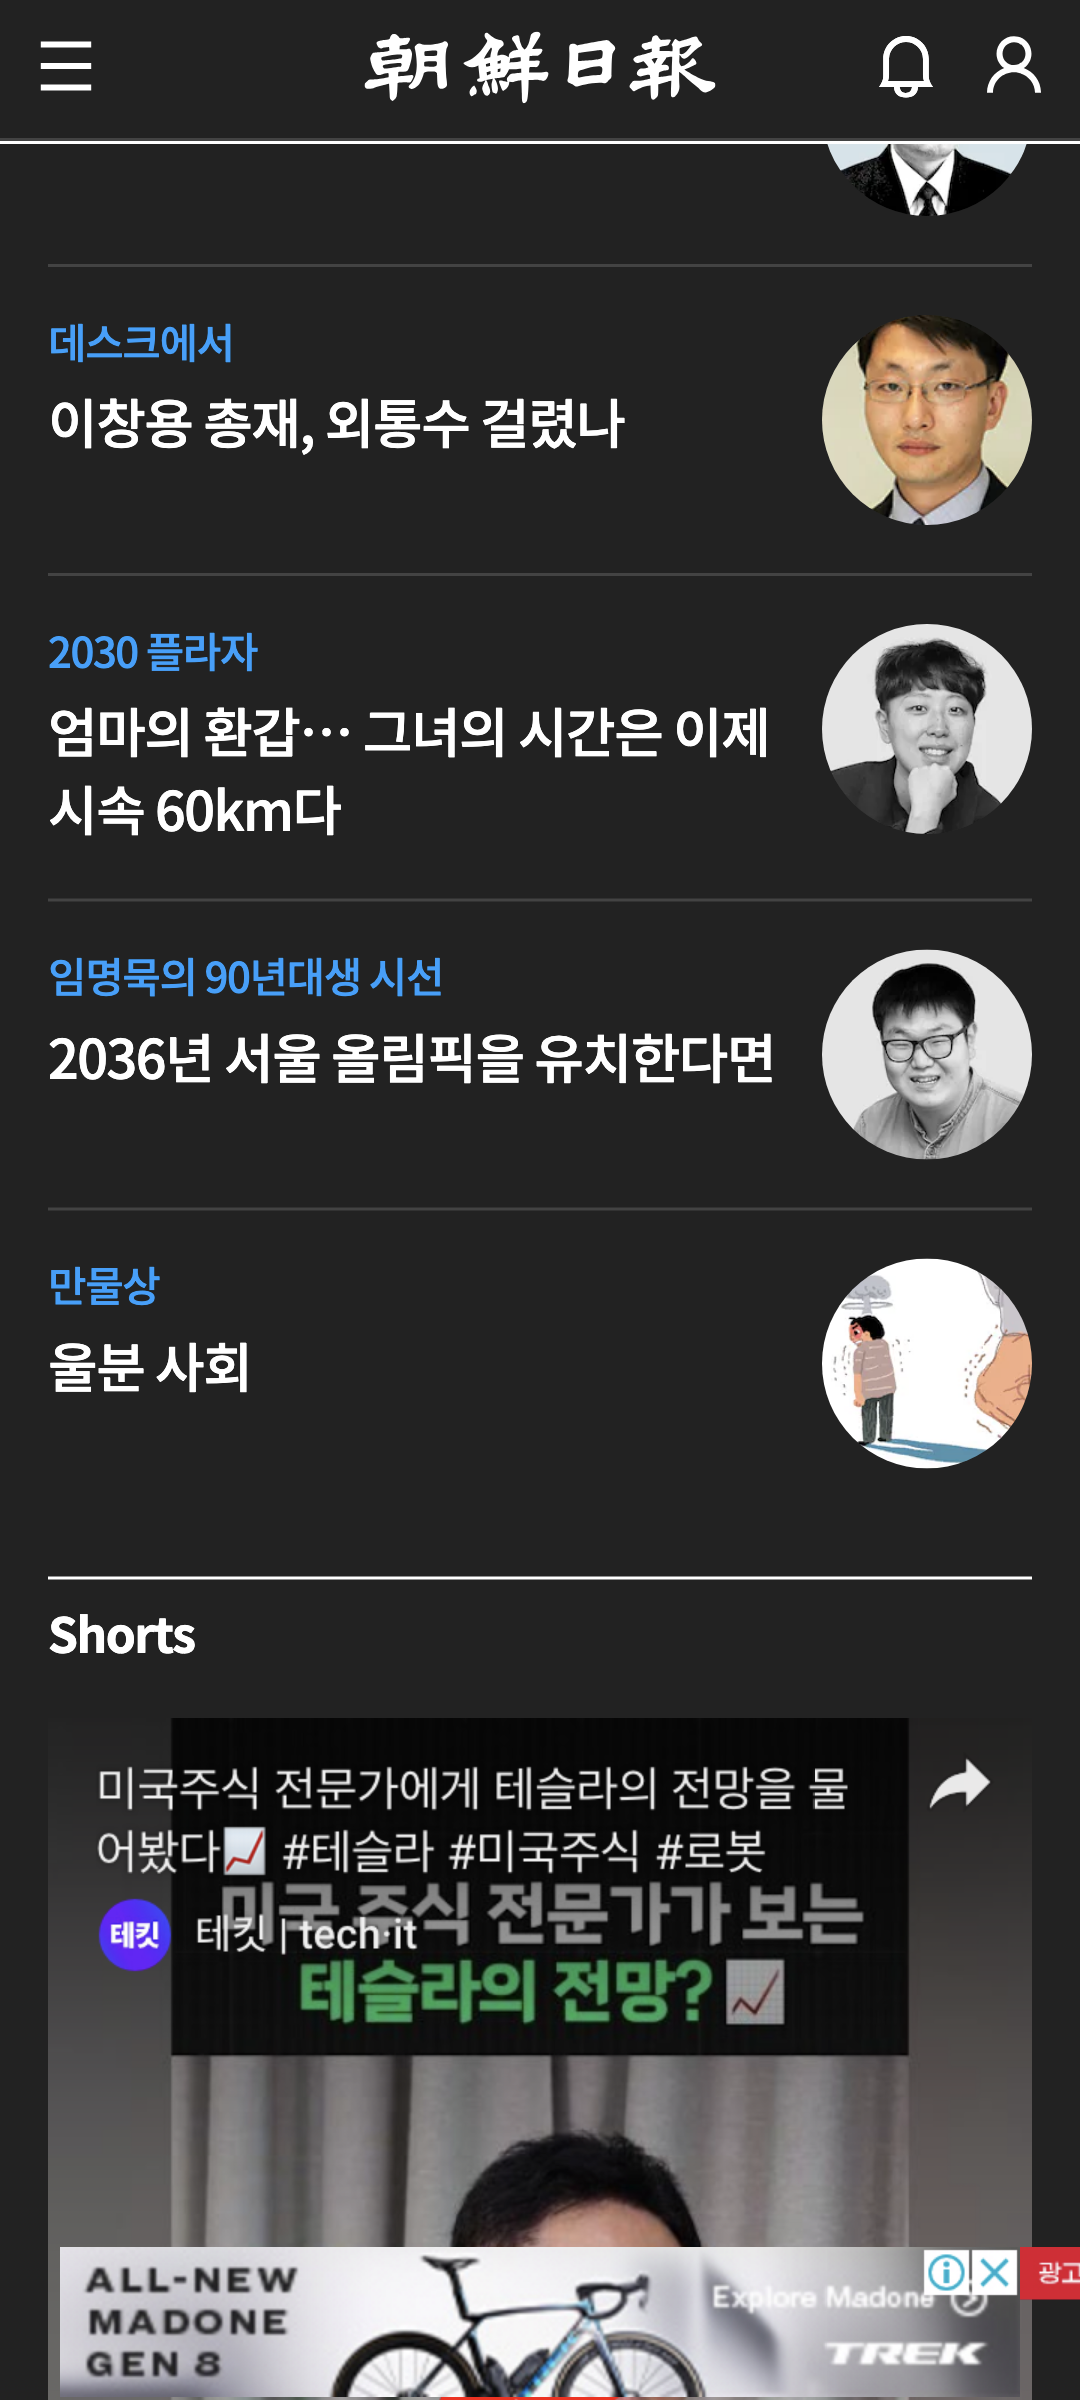 朝鮮日報
데스크에서
이창용 총재, 외통수 걸렸나
2030 플라자
엄마의 환갑… 그녀의 시간은 이제
시속 60km다
임명묵의 90년대생 시선
2036년 서울 올림픽을 유치한다면
만물상
울분 사회
Shorts
미국주식 전문가에게 테슬라의 전망을 물
어봤다📈 #테슬라 #미국주식 #로봇
미국 주식 전문가가 보는
테킷 테킷 | tech·it
테슬라의 전망?📈
ALL-NEW
MADONE
GEN 8
Explore Madone
TREK
광고